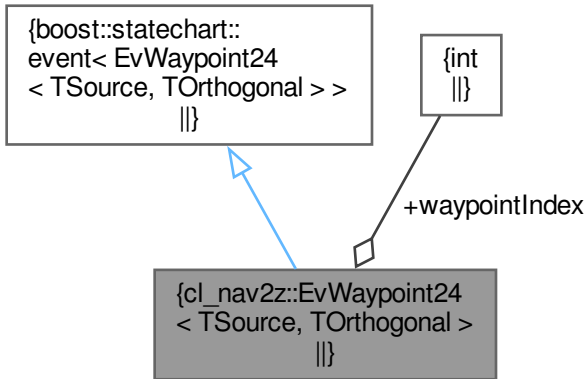 {boost::statechart::
event< EvWaypoint24
< TSource, TOrthogonal > >
||}
{int
||}
+waypointIndex
{cl_nav2z::EvWaypoint24
< TSource, TOrthogonal >
||}